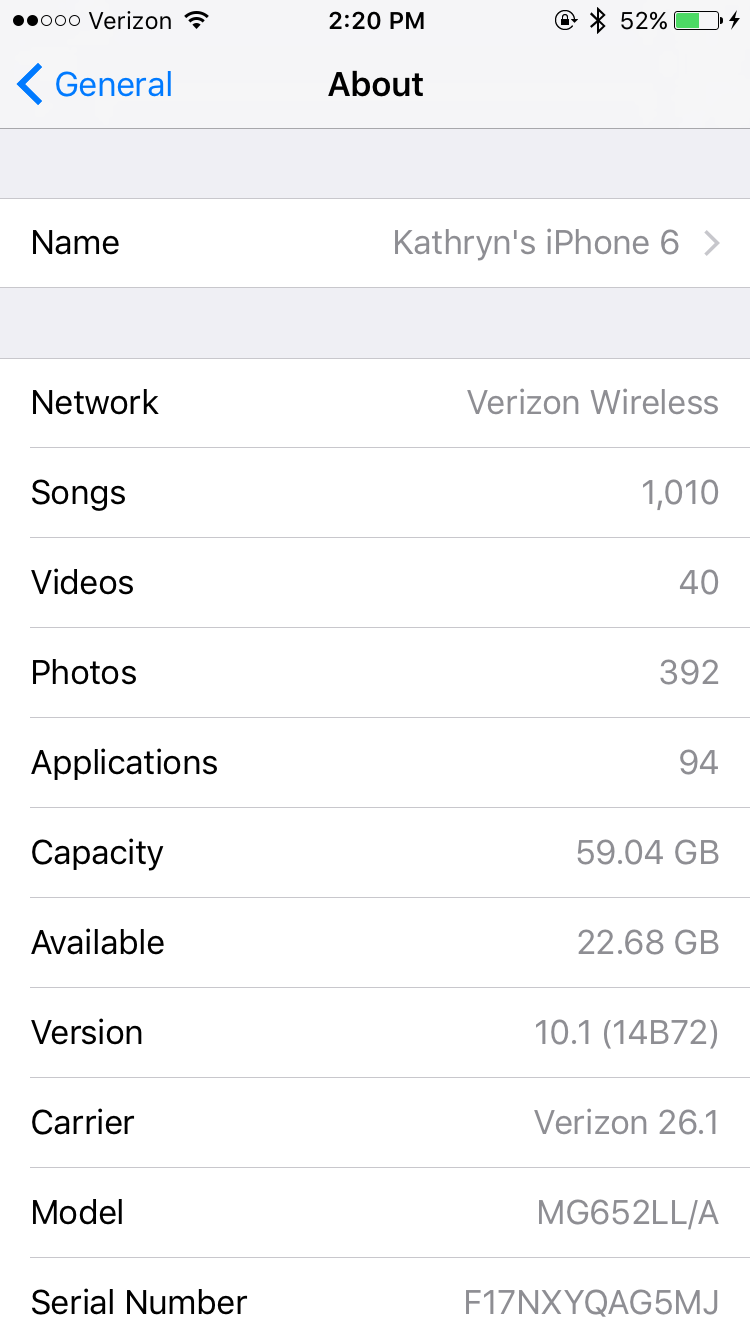 Verizon 2:20 PM 52%
General About
Name Kathryn's iPhone 6
Network Verizon Wireless
Songs 1,010
Videos 40
Photos 392
Applications 94
Capacity 59.04 GB
Available 22.68 GB
Version 10.1 (14B72)
Carrier Verizon 26.1
Model MG652LL/A
Serial Number F17NXYQAG5MJ